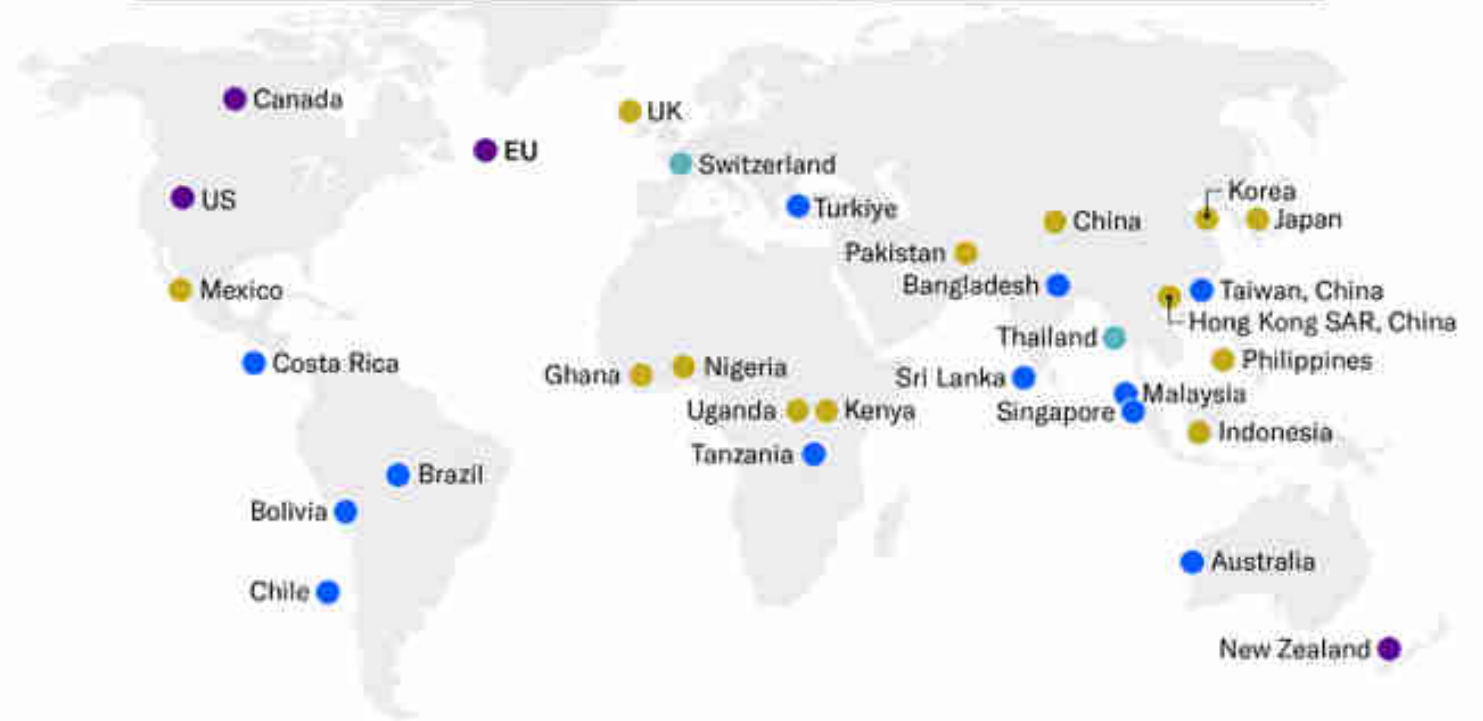 Canada
UK
EU
Switzerland
US
Korea
Turkiye
China
Japan
Pakistan
Bangladesh
Mexico
Taiwan, China
Hong Kong SAR, China
Thailand
Costa Rica
Philippines
Ghana
Nigeria
Sri Lanka
Malaysia
Uganda
Kenya
Singapore
Indonesia
Tanzania
Brazil
Bolivia
Australia
Chile
New Zealand